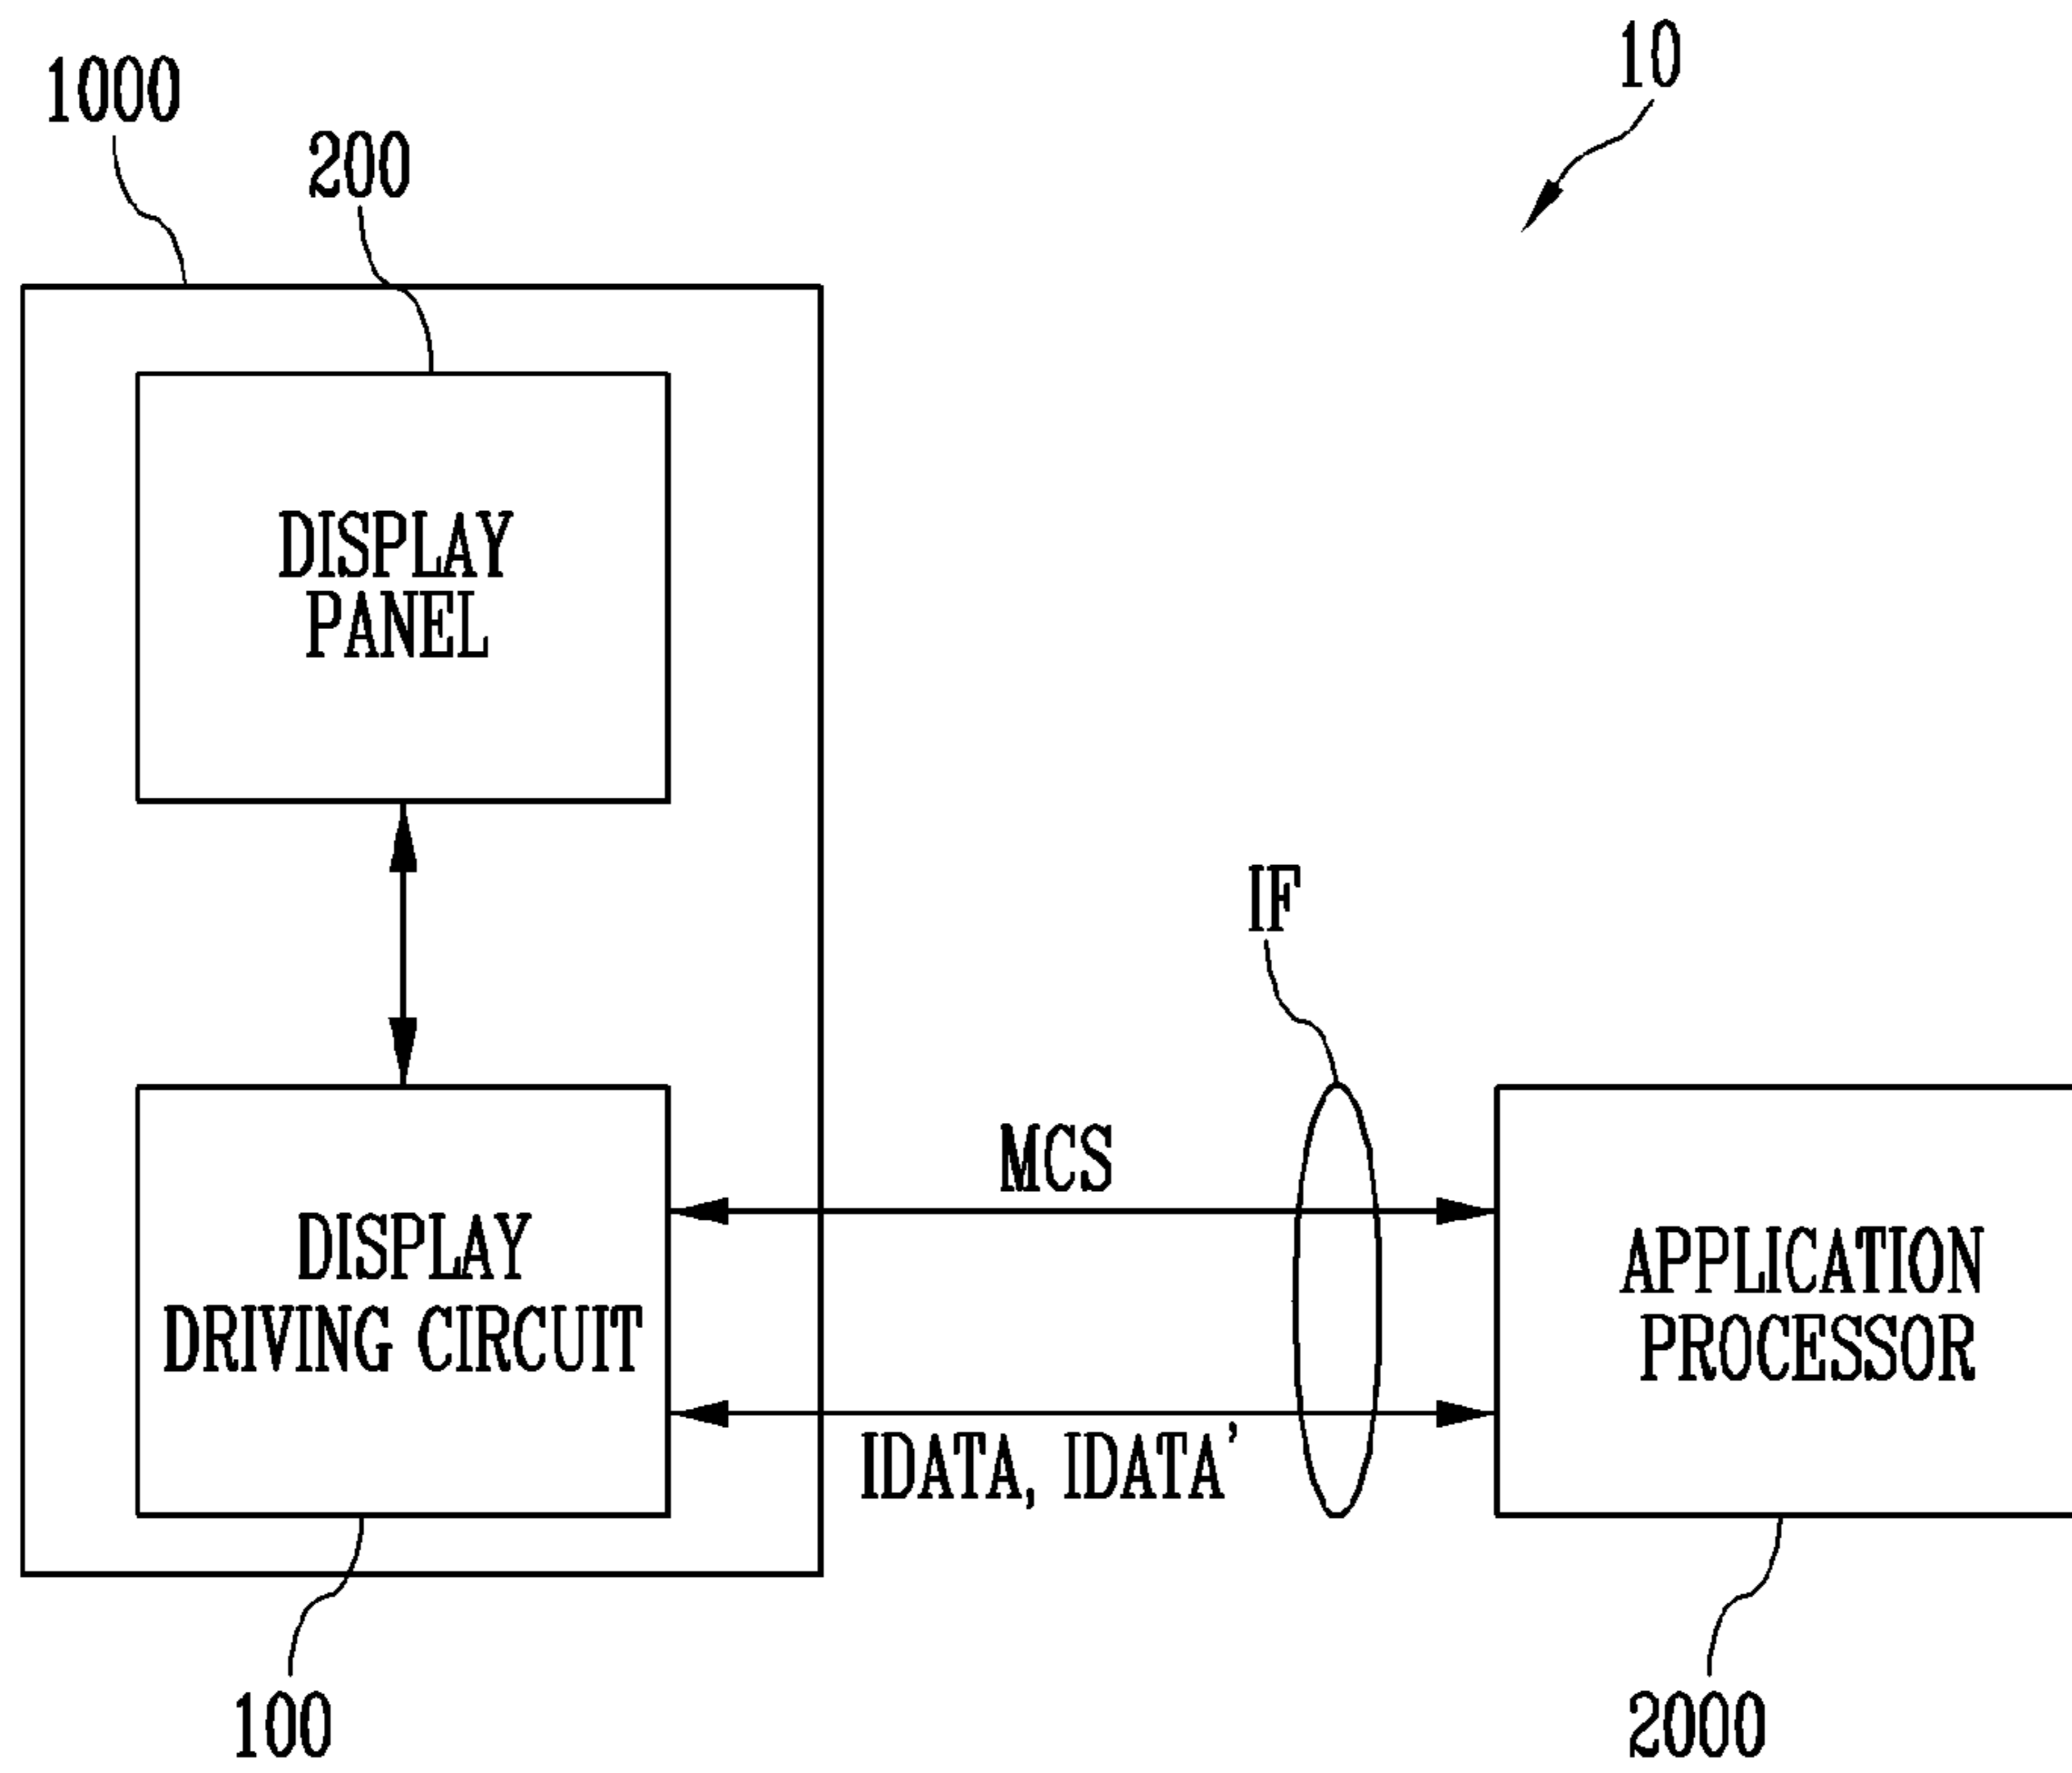 10
1000
200
DISPLAY
PANEL
IF
MCS
DISPLAY
DRIVING CIRCUIT
APPLICATION
PROCESSOR
IDATA, IDATA'
100
2000